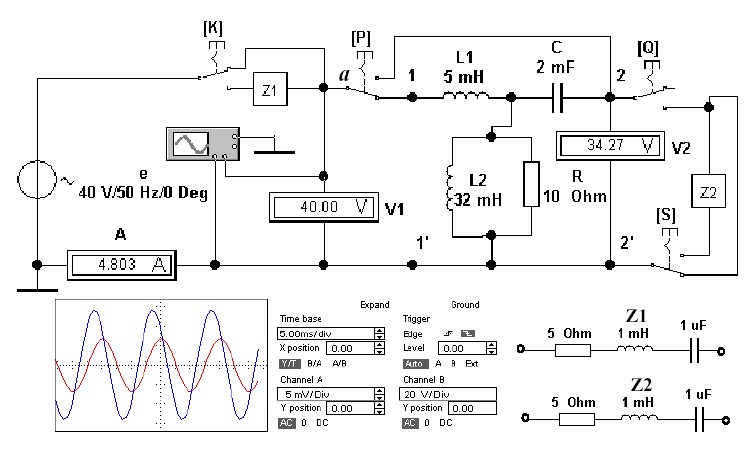 [K]
[P]
[Q]
[S]
a
1
2
L1
5 mH
C
2 mF
Z1
34.27 V
V2
e
40 V/50 Hz/0 Deg
L2
32 mH
R
10 Ohm
Z2
40.00 V
V1
A
4.803 A
1'
2'
Expand
Ground
Time base
5.00ms/div
X position 0.00
Y/T B/A A/B
Trigger
Edge
Level 0.00
Auto A B Ext
Channel A
5 mV/Div
Y position 0.00
AC 0 DC
Channel B
20 V/Div
Y position 0.00
AC 0 DC
Z1
5 Ohm 1 mH 1 uF
Z2
5 Ohm 1 mH 1 uF